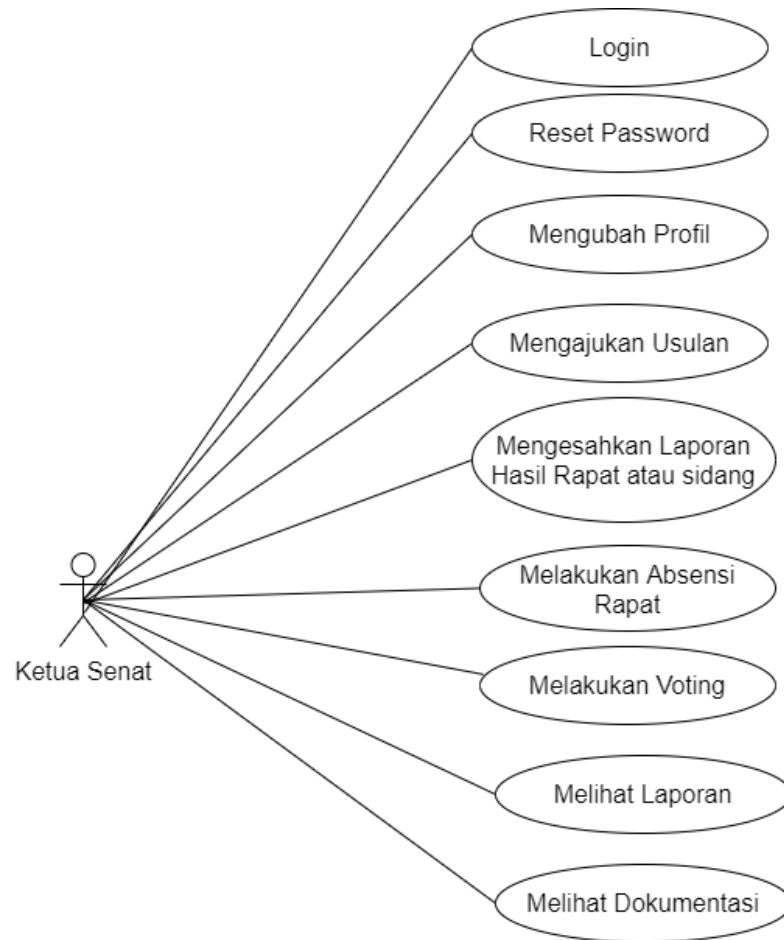 Login
Reset Password
Mengubah Profil
Mengajukan Usulan
Mengesahkan Laporan
Hasil Rapat atau sidang
Melakukan Absensi
Rapat
Ketua Senat
Melakukan Voting
Melihat Laporan
Melihat Dokumentasi